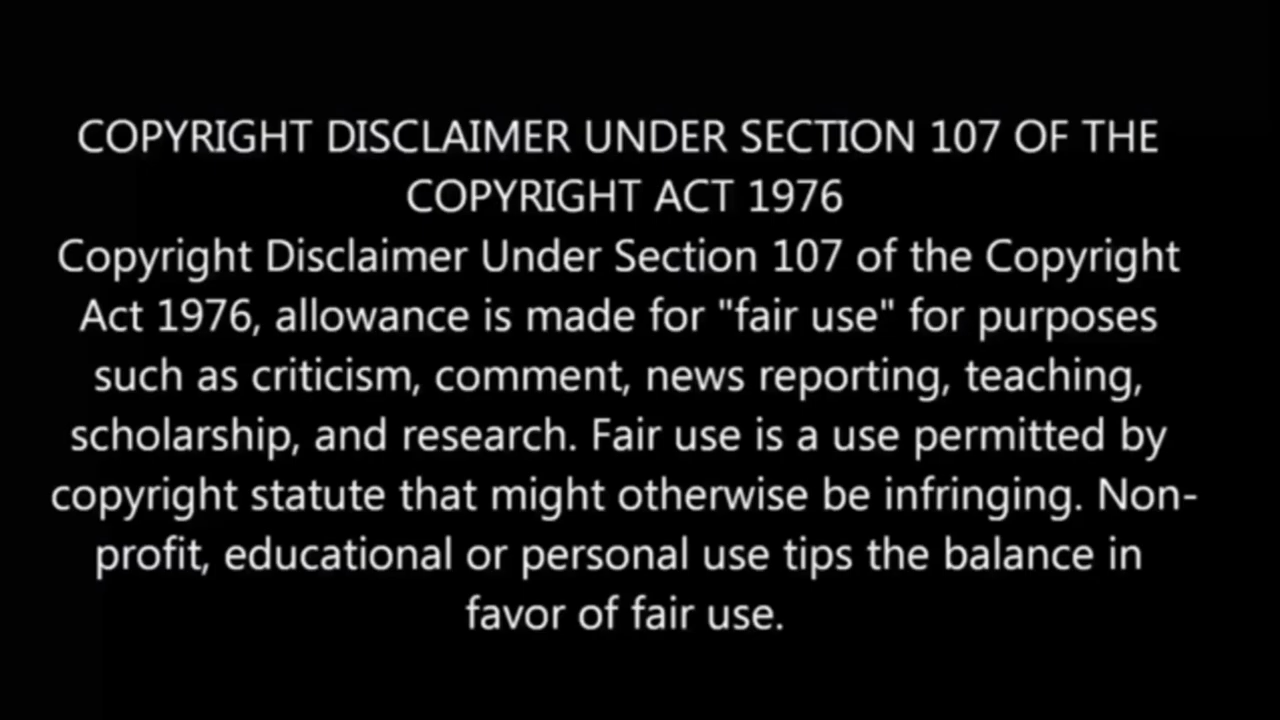 COPYRIGHT DISCLAIMER UNDER SECTION 107 OF THE
COPYRIGHT ACT 1976
Copyright Disclaimer Under Section 107 of the Copyright
Act 1976, allowance is made for "fair use" for purposes
such as criticism, comment, news reporting, teaching,
scholarship, and research. Fair use is a use permitted by
copyright statute that might otherwise be infringing. Non-
profit, educational or personal use tips the balance in
favor of fair use.